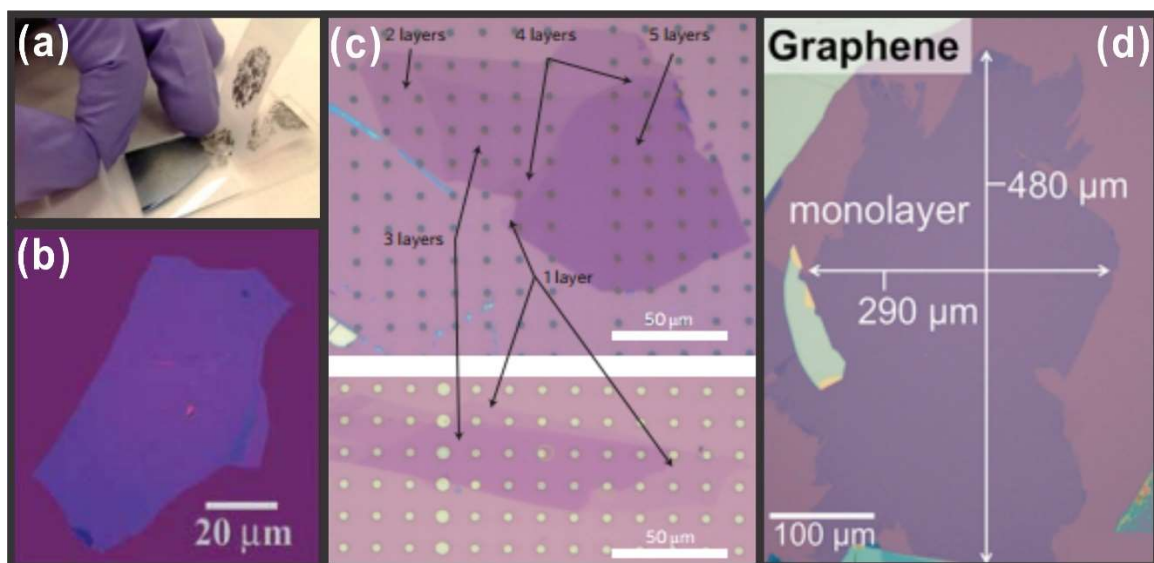 (a)
(b)
20 μm
(c)
2 layers
4 layers
5 layers
3 layers
1 layer
50 μm
50 μm
Graphene
(d)
480 μm
monolayer
290 μm
100 μm